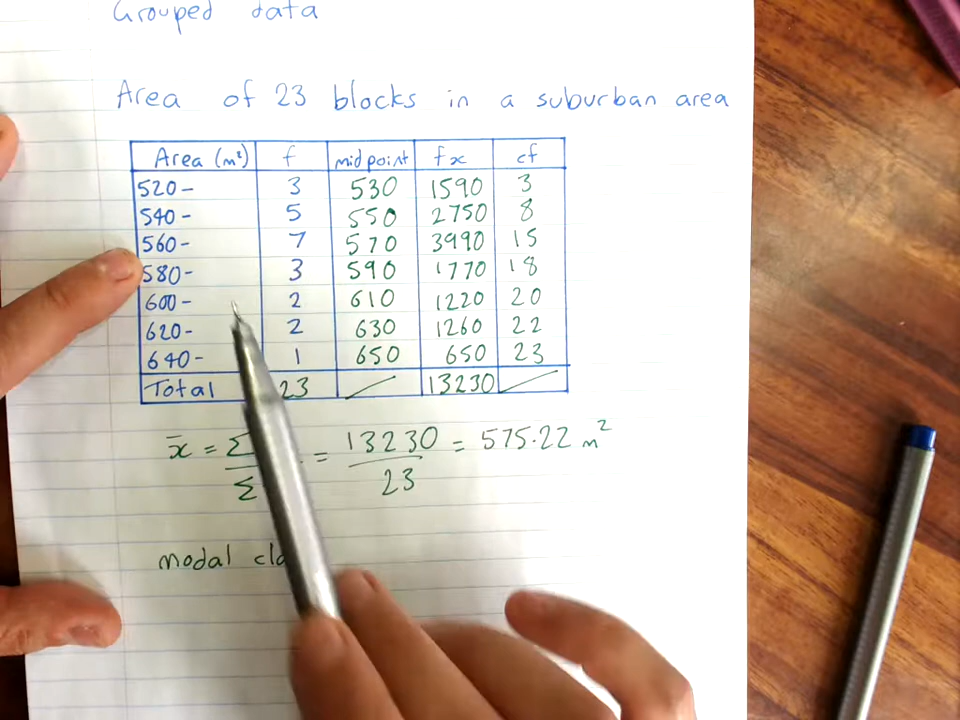 Grouped data
Area of 23 blocks in a suburban area
Area (m²) f midpoint fx cf
520- 3 530 1590 3
540- 5 550 2750 8
560- 7 570 3990 15
580- 3 590 1770 18
600- 2 610 1220 20
620- 2 630 1260 22
640- 1 650 650 23
Total 23 13230
x̄ = Σ / Σ = 13230 / 23 = 575.22 m²
modal